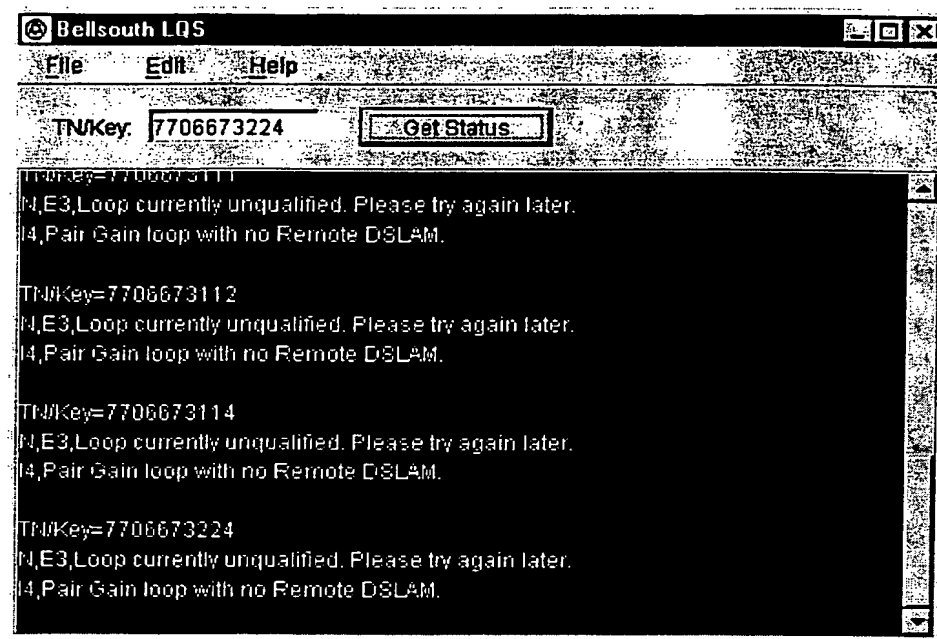 Bellsouth LQS
File Edit Help
TN/Key: 7706673224 Get Status
TN/Key=7706673111
N,E3,Loop currently unqualified. Please try again later.
I4,Pair Gain loop with no Remote DSLAM.
TN/Key=7706673112
N,E3,Loop currently unqualified. Please try again later.
I4,Pair Gain loop with no Remote DSLAM.
TN/Key=7706673114
N,E3,Loop currently unqualified. Please try again later.
I4,Pair Gain loop with no Remote DSLAM.
TN/Key=7706673224
N,E3,Loop currently unqualified. Please try again later.
I4,Pair Gain loop with no Remote DSLAM.